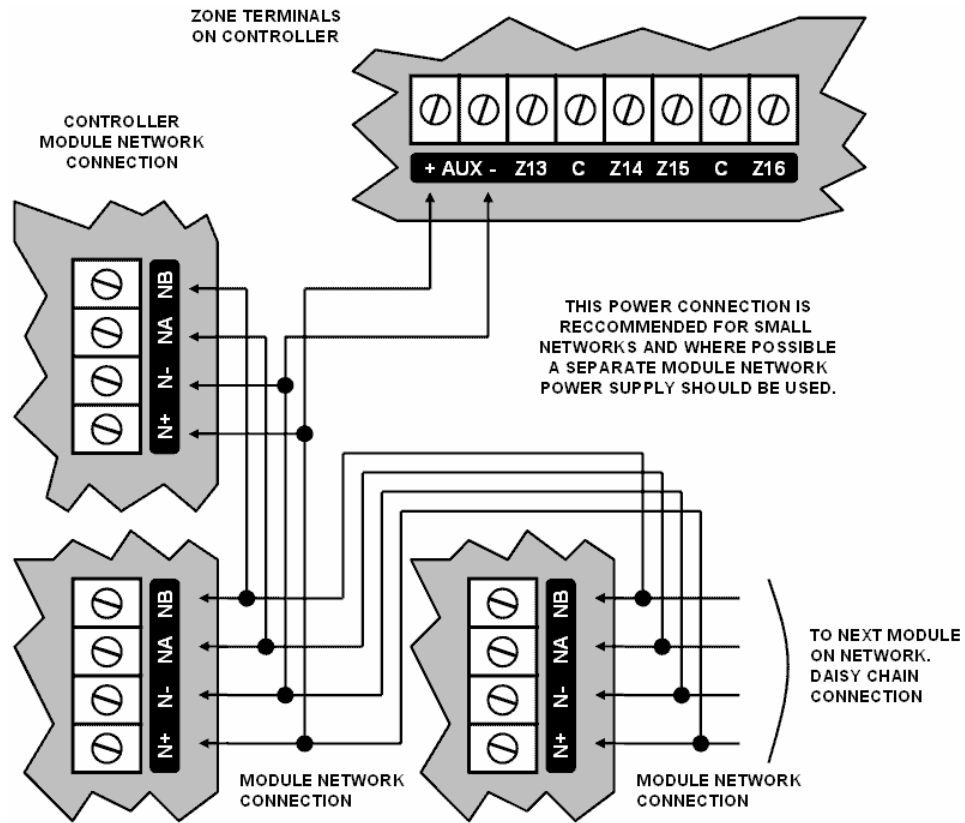 ZONE TERMINALS
ON CONTROLLER
+ AUX - Z13 C Z14 Z15 C Z16
CONTROLLER
MODULE NETWORK
CONNECTION
NB
NA
N-
N+
THIS POWER CONNECTION IS
RECCOMMENDED FOR SMALL
NETWORKS AND WHERE POSSIBLE
A SEPARATE MODULE NETWORK
POWER SUPPLY SHOULD BE USED.
NB
NA
N-
N+
MODULE NETWORK
CONNECTION
NB
NA
N-
N+
MODULE NETWORK
CONNECTION
TO NEXT MODULE
ON NETWORK.
DAISY CHAIN
CONNECTION